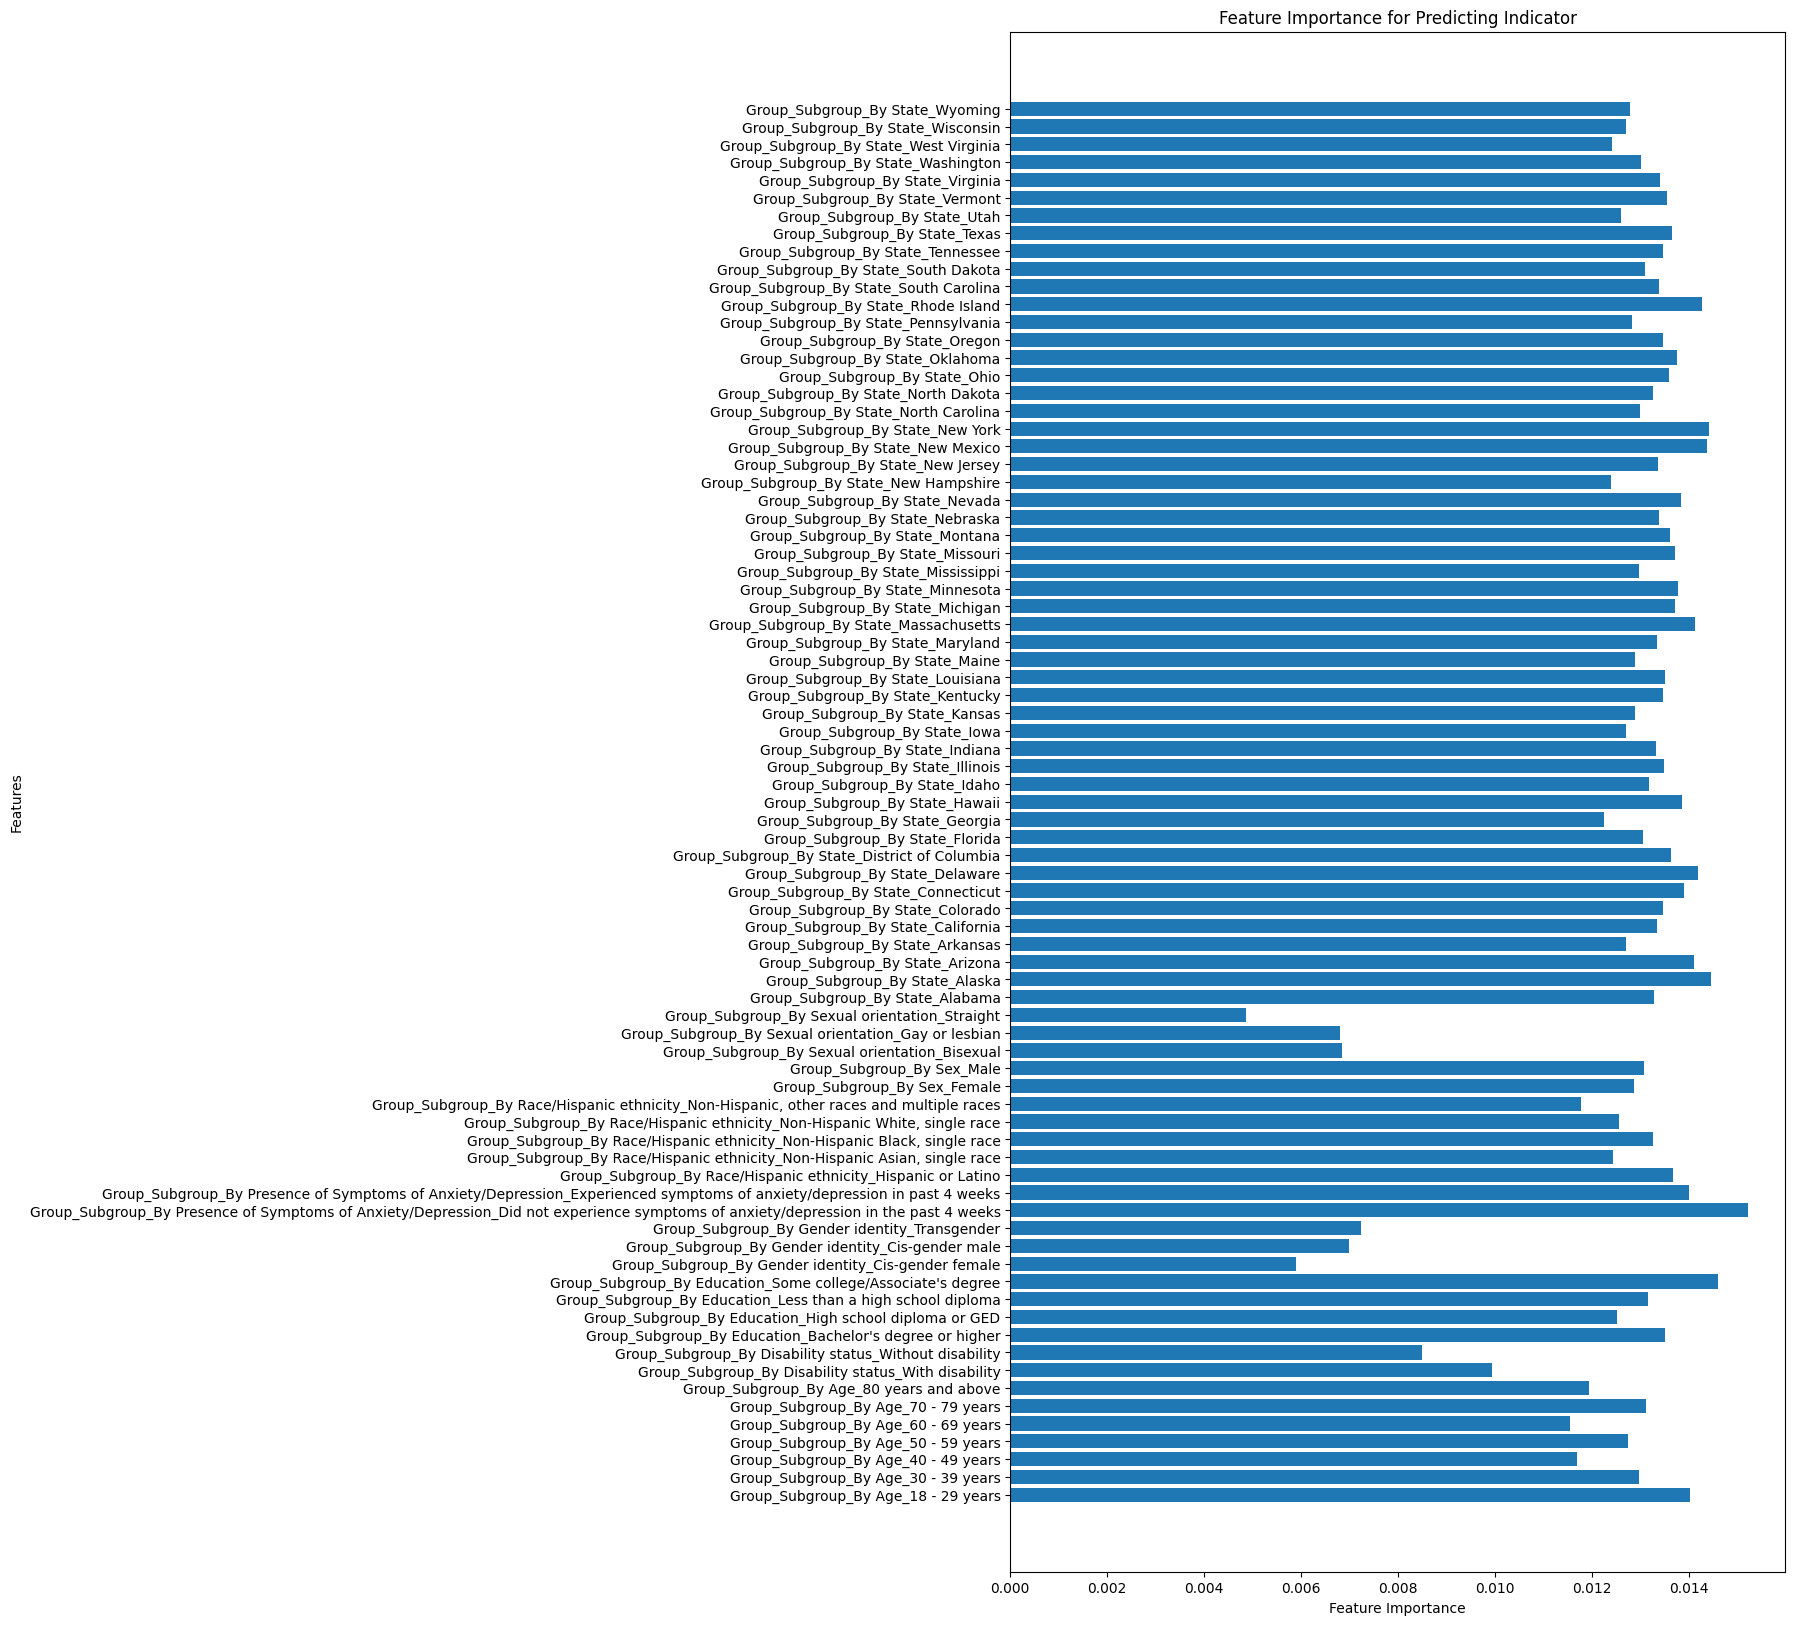 Feature Importance for Predicting Indicator
Group_Subgroup_By State_Wyoming
Group_Subgroup_By State_Wisconsin
Group_Subgroup_By State_West Virginia
Group_Subgroup_By State_Washington
Group_Subgroup_By State_Virginia
Group_Subgroup_By State_Vermont
Group_Subgroup_By State_Utah
Group_Subgroup_By State_Texas
Group_Subgroup_By State_Tennessee
Group_Subgroup_By State_South Dakota
Group_Subgroup_By State_South Carolina
Group_Subgroup_By State_Rhode Island
Group_Subgroup_By State_Pennsylvania
Group_Subgroup_By State_Oregon
Group_Subgroup_By State_Oklahoma
Group_Subgroup_By State_Ohio
Group_Subgroup_By State_North Dakota
Group_Subgroup_By State_North Carolina
Group_Subgroup_By State_New York
Group_Subgroup_By State_New Mexico
Group_Subgroup_By State_New Jersey
Group_Subgroup_By State_New Hampshire
Group_Subgroup_By State_Nevada
Group_Subgroup_By State_Nebraska
Group_Subgroup_By State_Montana
Group_Subgroup_By State_Missouri
Group_Subgroup_By State_Mississippi
Group_Subgroup_By State_Minnesota
Group_Subgroup_By State_Michigan
Group_Subgroup_By State_Massachusetts
Group_Subgroup_By State_Maryland
Group_Subgroup_By State_Maine
Group_Subgroup_By State_Louisiana
Group_Subgroup_By State_Kentucky
Group_Subgroup_By State_Kansas
Group_Subgroup_By State_Iowa
Group_Subgroup_By State_Indiana
Group_Subgroup_By State_Illinois
Group_Subgroup_By State_Idaho
Group_Subgroup_By State_Hawaii
Group_Subgroup_By State_Georgia
Group_Subgroup_By State_Florida
Group_Subgroup_By State_District of Columbia
Group_Subgroup_By State_Delaware
Group_Subgroup_By State_Connecticut
Group_Subgroup_By State_Colorado
Group_Subgroup_By State_California
Group_Subgroup_By State_Arkansas
Group_Subgroup_By State_Arizona
Group_Subgroup_By State_Alaska
Group_Subgroup_By State_Alabama
Group_Subgroup_By Sexual orientation_Straight
Group_Subgroup_By Sexual orientation_Gay or lesbian
Group_Subgroup_By Sexual orientation_Bisexual
Group_Subgroup_By Sex_Male
Group_Subgroup_By Sex_Female
Group_Subgroup_By Race/Hispanic ethnicity_Non-Hispanic, other races and multiple races
Group_Subgroup_By Race/Hispanic ethnicity_Non-Hispanic White, single race
Group_Subgroup_By Race/Hispanic ethnicity_Non-Hispanic Black, single race
Group_Subgroup_By Race/Hispanic ethnicity_Non-Hispanic Asian, single race
Group_Subgroup_By Race/Hispanic ethnicity_Hispanic or Latino
Group_Subgroup_By Presence of Symptoms of Anxiety/Depression_Experienced symptoms of anxiety/depression in past 4 weeks
Group_Subgroup_By Presence of Symptoms of Anxiety/Depression_Did not experience symptoms of anxiety/depression in the past 4 weeks
Group_Subgroup_By Gender identity_Transgender
Group_Subgroup_By Gender identity_Cis-gender male
Group_Subgroup_By Gender identity_Cis-gender female
Group_Subgroup_By Education_Some college/Associate's degree
Group_Subgroup_By Education_Less than a high school diploma
Group_Subgroup_By Education_High school diploma or GED
Group_Subgroup_By Education_Bachelor's degree or higher
Group_Subgroup_By Disability status_Without disability
Group_Subgroup_By Disability status_With disability
Group_Subgroup_By Age_80 years and above
Group_Subgroup_By Age_70 - 79 years
Group_Subgroup_By Age_60 - 69 years
Group_Subgroup_By Age_50 - 59 years
Group_Subgroup_By Age_40 - 49 years
Group_Subgroup_By Age_30 - 39 years
Group_Subgroup_By Age_18 - 29 years
Features
0.000 0.002 0.004 0.006 0.008 0.010 0.012 0.014
Feature Importance